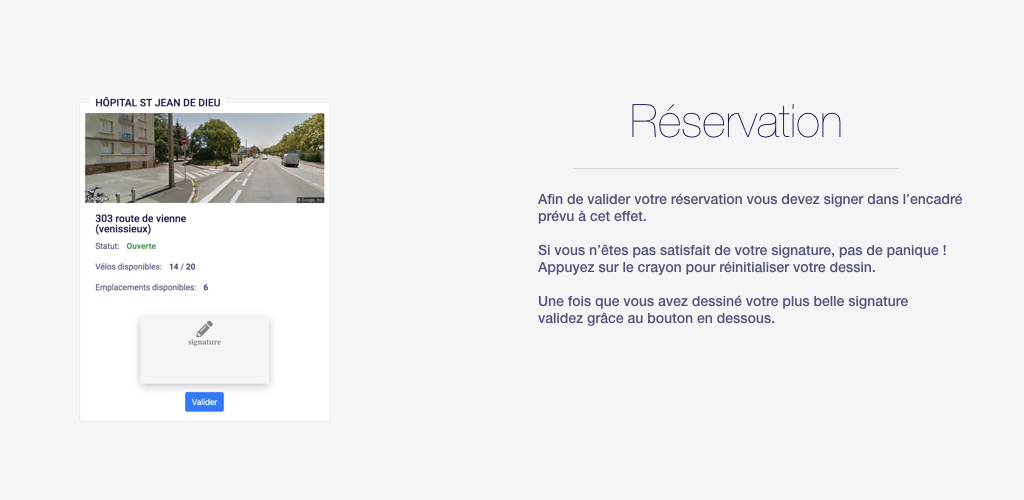 HÔPITAL ST JEAN DE DIEU
Google
© Google, Inc
303 route de vienne
(venissieux)
Statut: Ouverte
Vélos disponibles: 14 / 20
Emplacements disponibles: 6
signature
Valider
Réservation
Afin de valider votre réservation vous devez signer dans l’encadré
prévu à cet effet.
Si vous n’êtes pas satisfait de votre signature, pas de panique !
Appuyez sur le crayon pour réinitialiser votre dessin.
Une fois que vous avez dessiné votre plus belle signature
validez grâce au bouton en dessous.